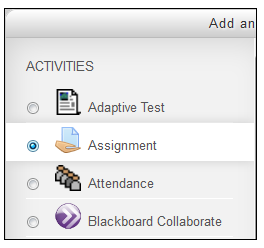 Add an
ACTIVITIES
Adaptive Test
Assignment
Attendance
Blackboard Collaborate